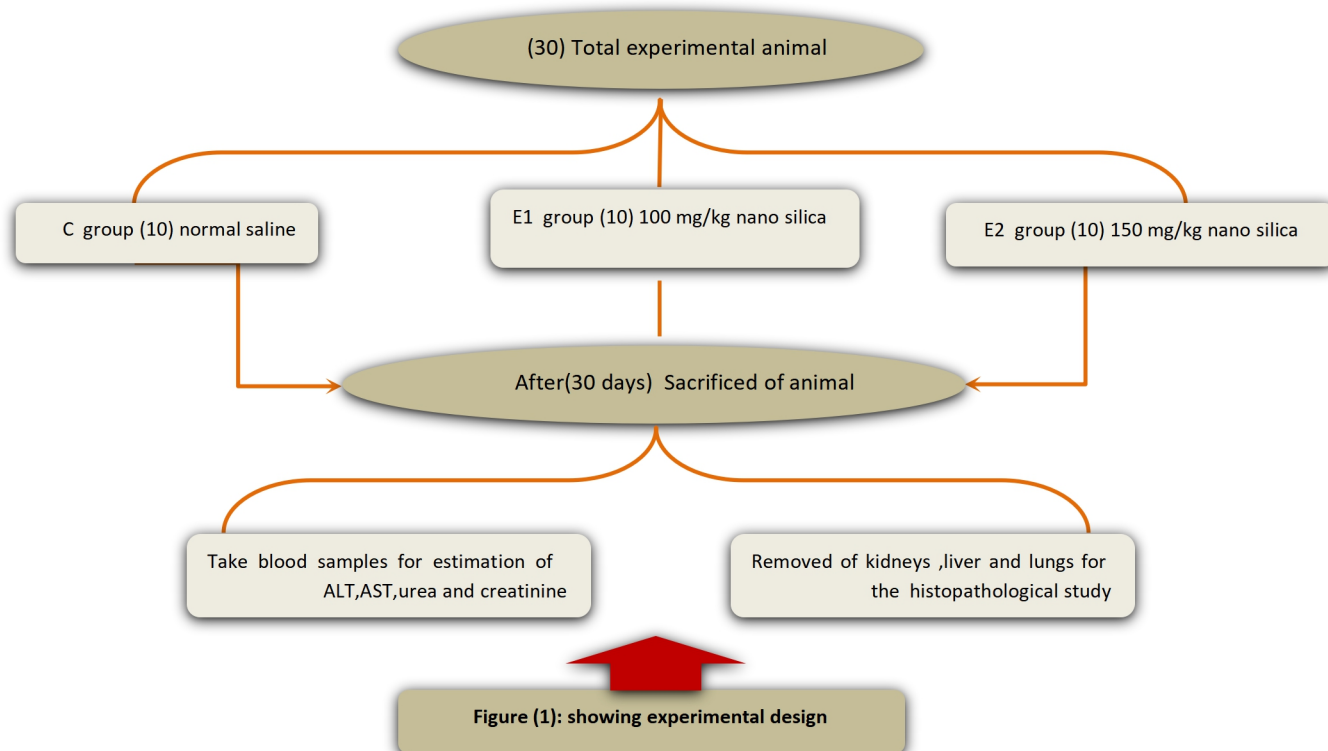 (30) Total experimental animal
C group (10) normal saline
E1 group (10) 100 mg/kg nano silica
E2 group (10) 150 mg/kg nano silica
After(30 days) Sacrificed of animal
Take blood samples for estimation of
ALT,AST,urea and creatinine
Removed of kidneys ,liver and lungs for
the histopathological study
Figure (1): showing experimental design